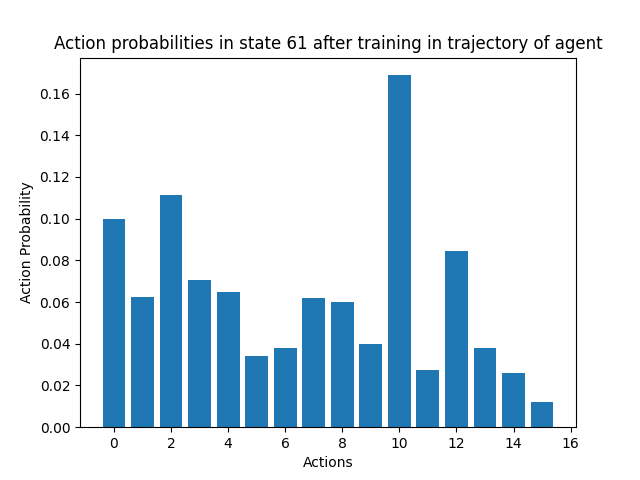 Action probabilities in state 61 after training in trajectory of agent
0.16
0.14
0.12
0.10
0.08
0.06
0.04
0.02
0.00
Action Probability
0 2 4 6 8 10 12 14 16
Actions